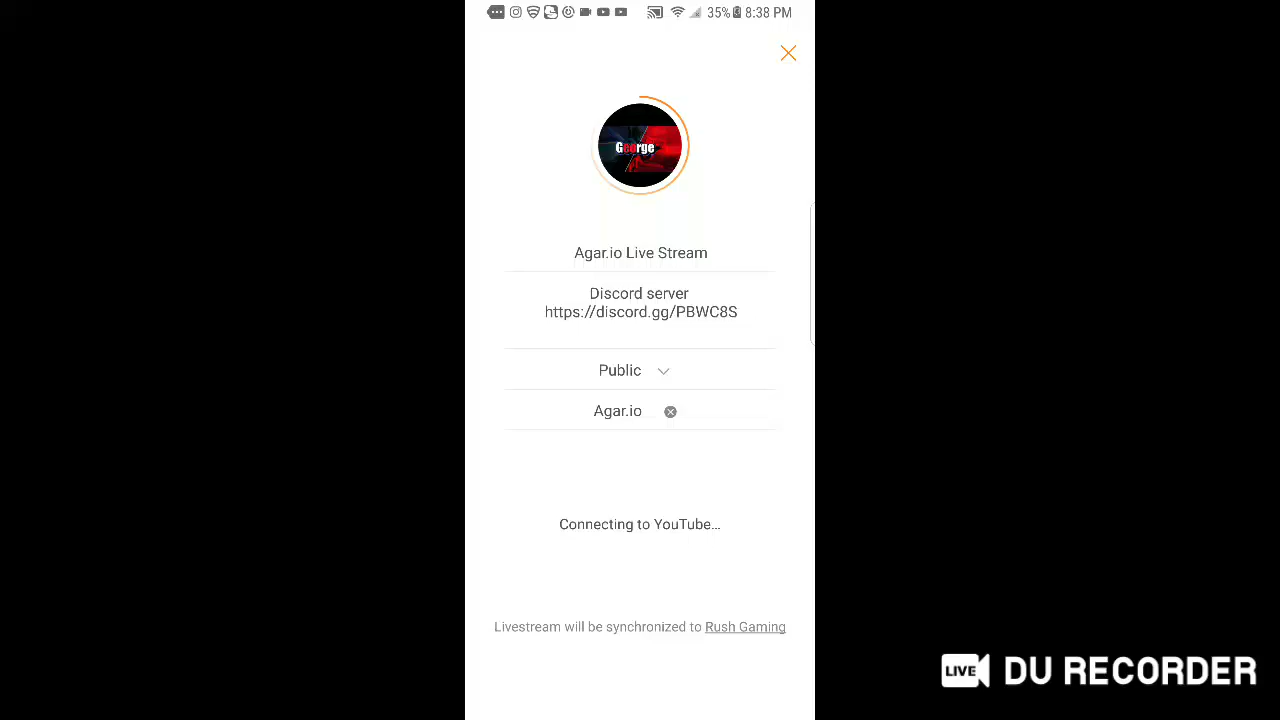 35% 8:38 PM
George
Agar.io Live Stream
Discord server
https://discord.gg/PBWC8S
Public
Agar.io
Connecting to YouTube...
Livestream will be synchronized to Rush Gaming
LIVE DU RECORDER